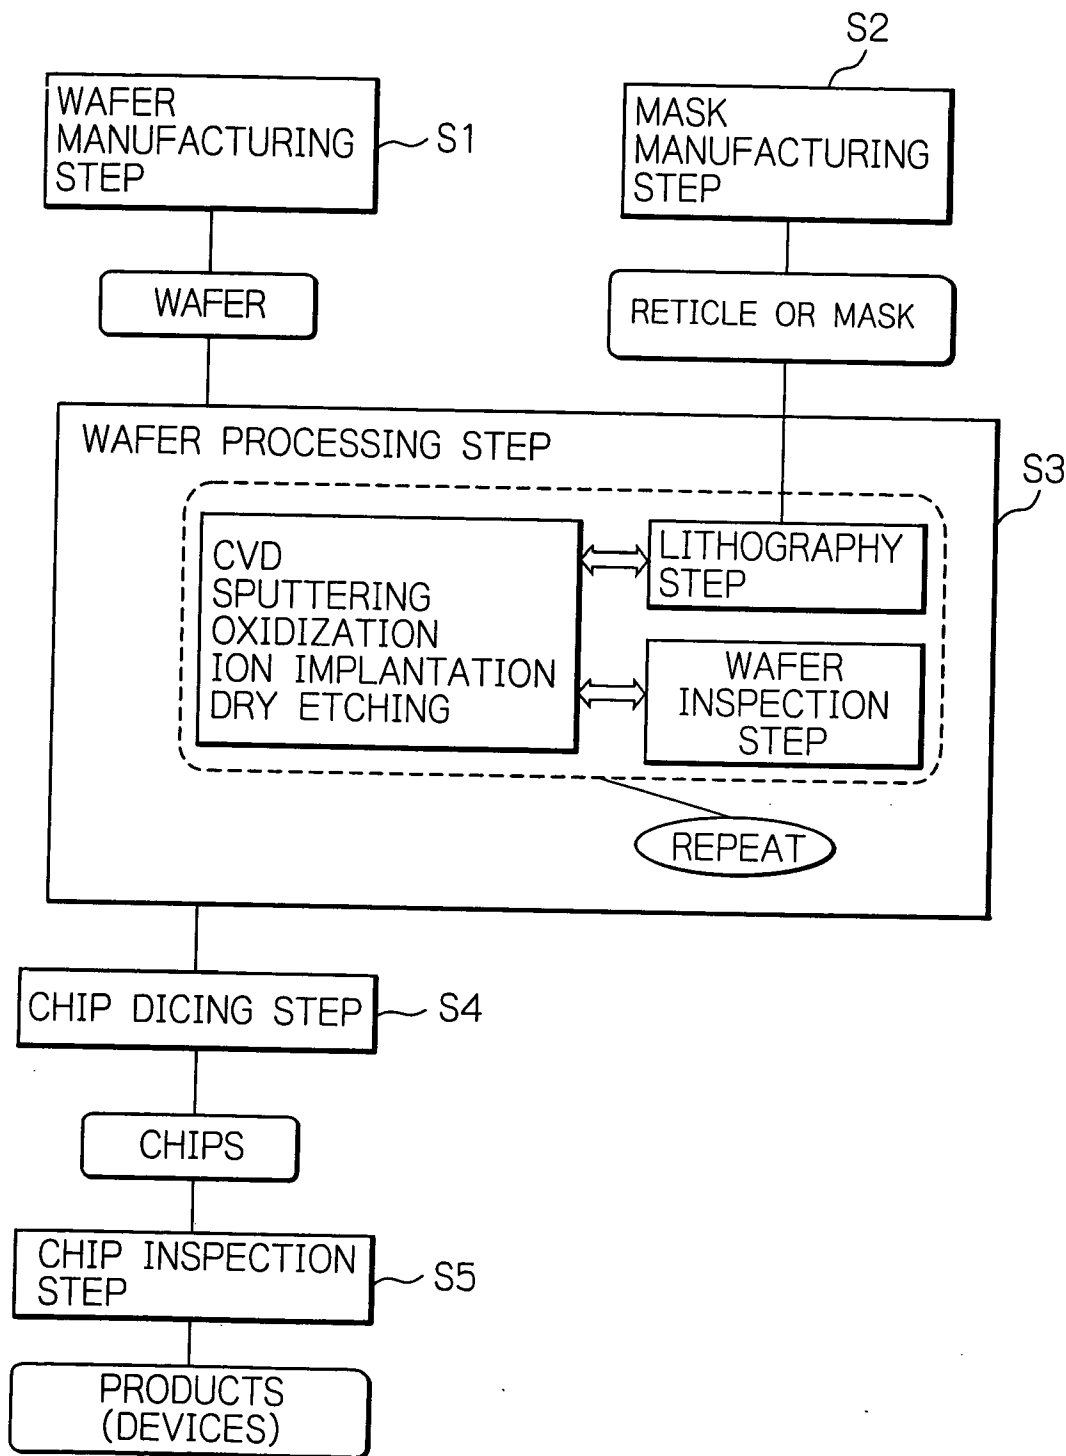 S2
WAFER
MANUFACTURING
STEP
S1
MASK
MANUFACTURING
STEP
WAFER
RETICLE OR MASK
WAFER PROCESSING STEP
S3
CVD
SPUTTERING
OXIDIZATION
ION IMPLANTATION
DRY ETCHING
LITHOGRAPHY
STEP
WAFER
INSPECTION
STEP
REPEAT
CHIP DICING STEP
S4
CHIPS
CHIP INSPECTION
STEP
S5
PRODUCTS
(DEVICES)